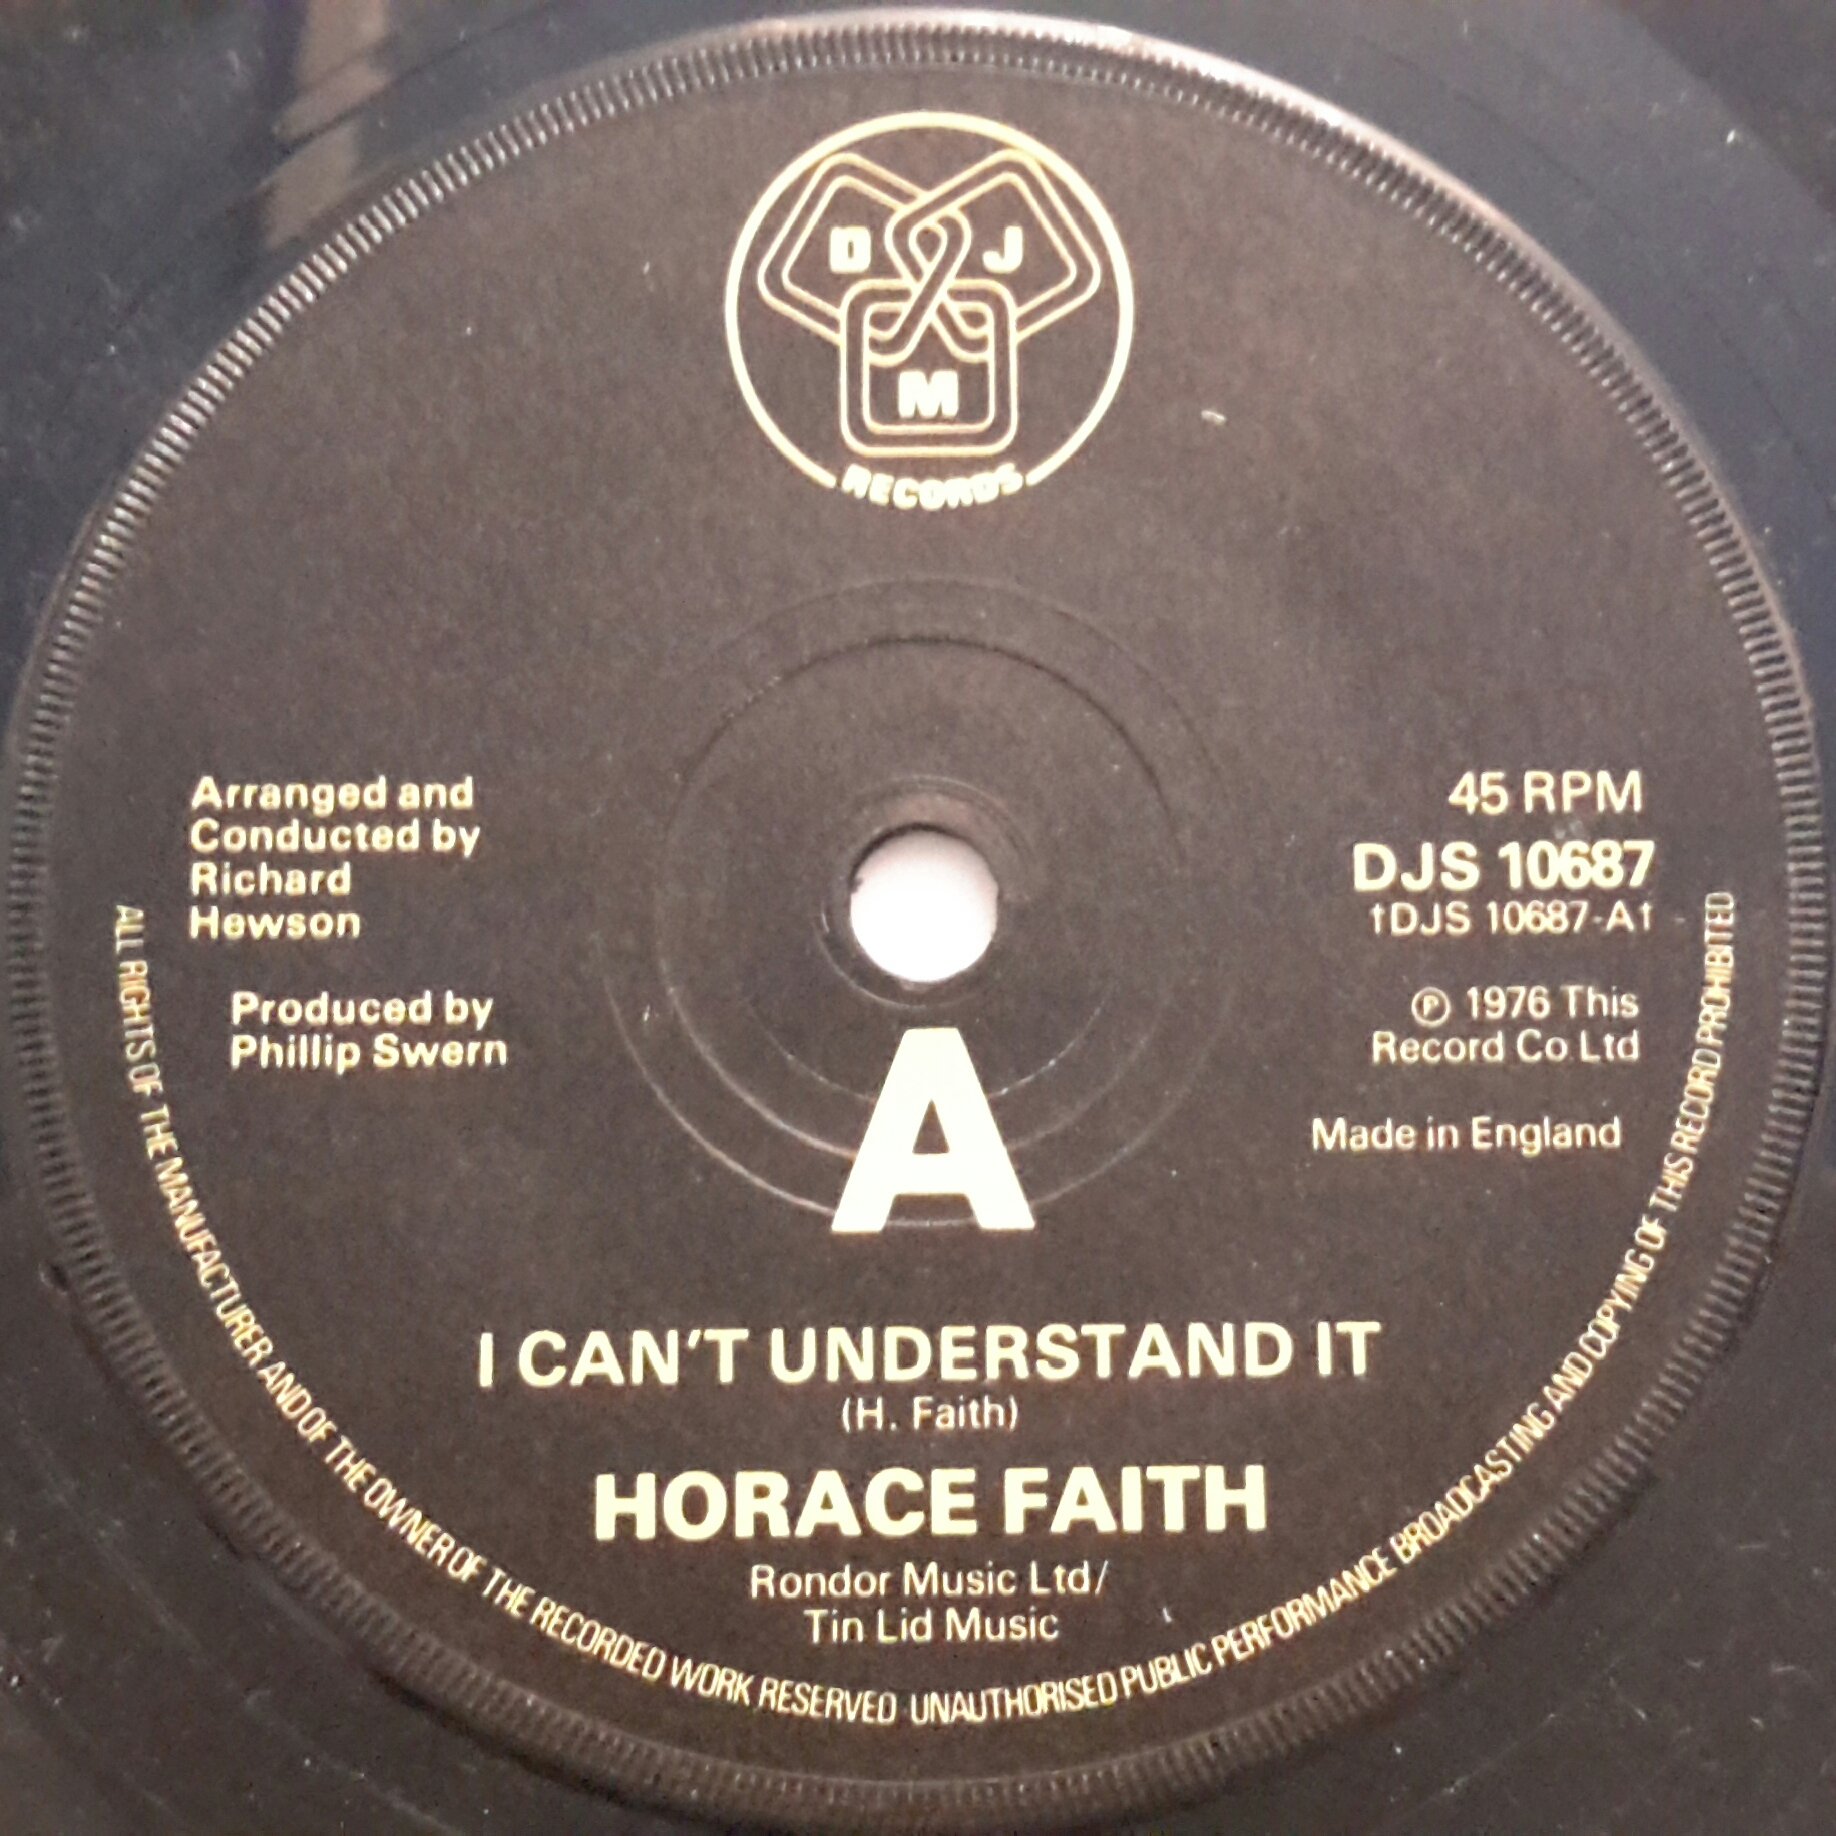 D J
M
RECORDS
Arranged and
Conducted by
Richard
Hewson
Produced by
Phillip Swern
45 RPM
DJS 10687
†DJS 10687-A†
℗ 1976 This
Record Co Ltd
Made in England
A
I CAN'T UNDERSTAND IT
(H. Faith)
HORACE FAITH
Rondor Music Ltd/
Tin Lid Music
ALL RIGHTS OF THE MANUFACTURER AND OF THE OWNER OF THE RECORDED WORK RESERVED UNAUTHORISED PUBLIC PERFORMANCE BROADCASTING AND COPYING OF THIS RECORD PROHIBITED